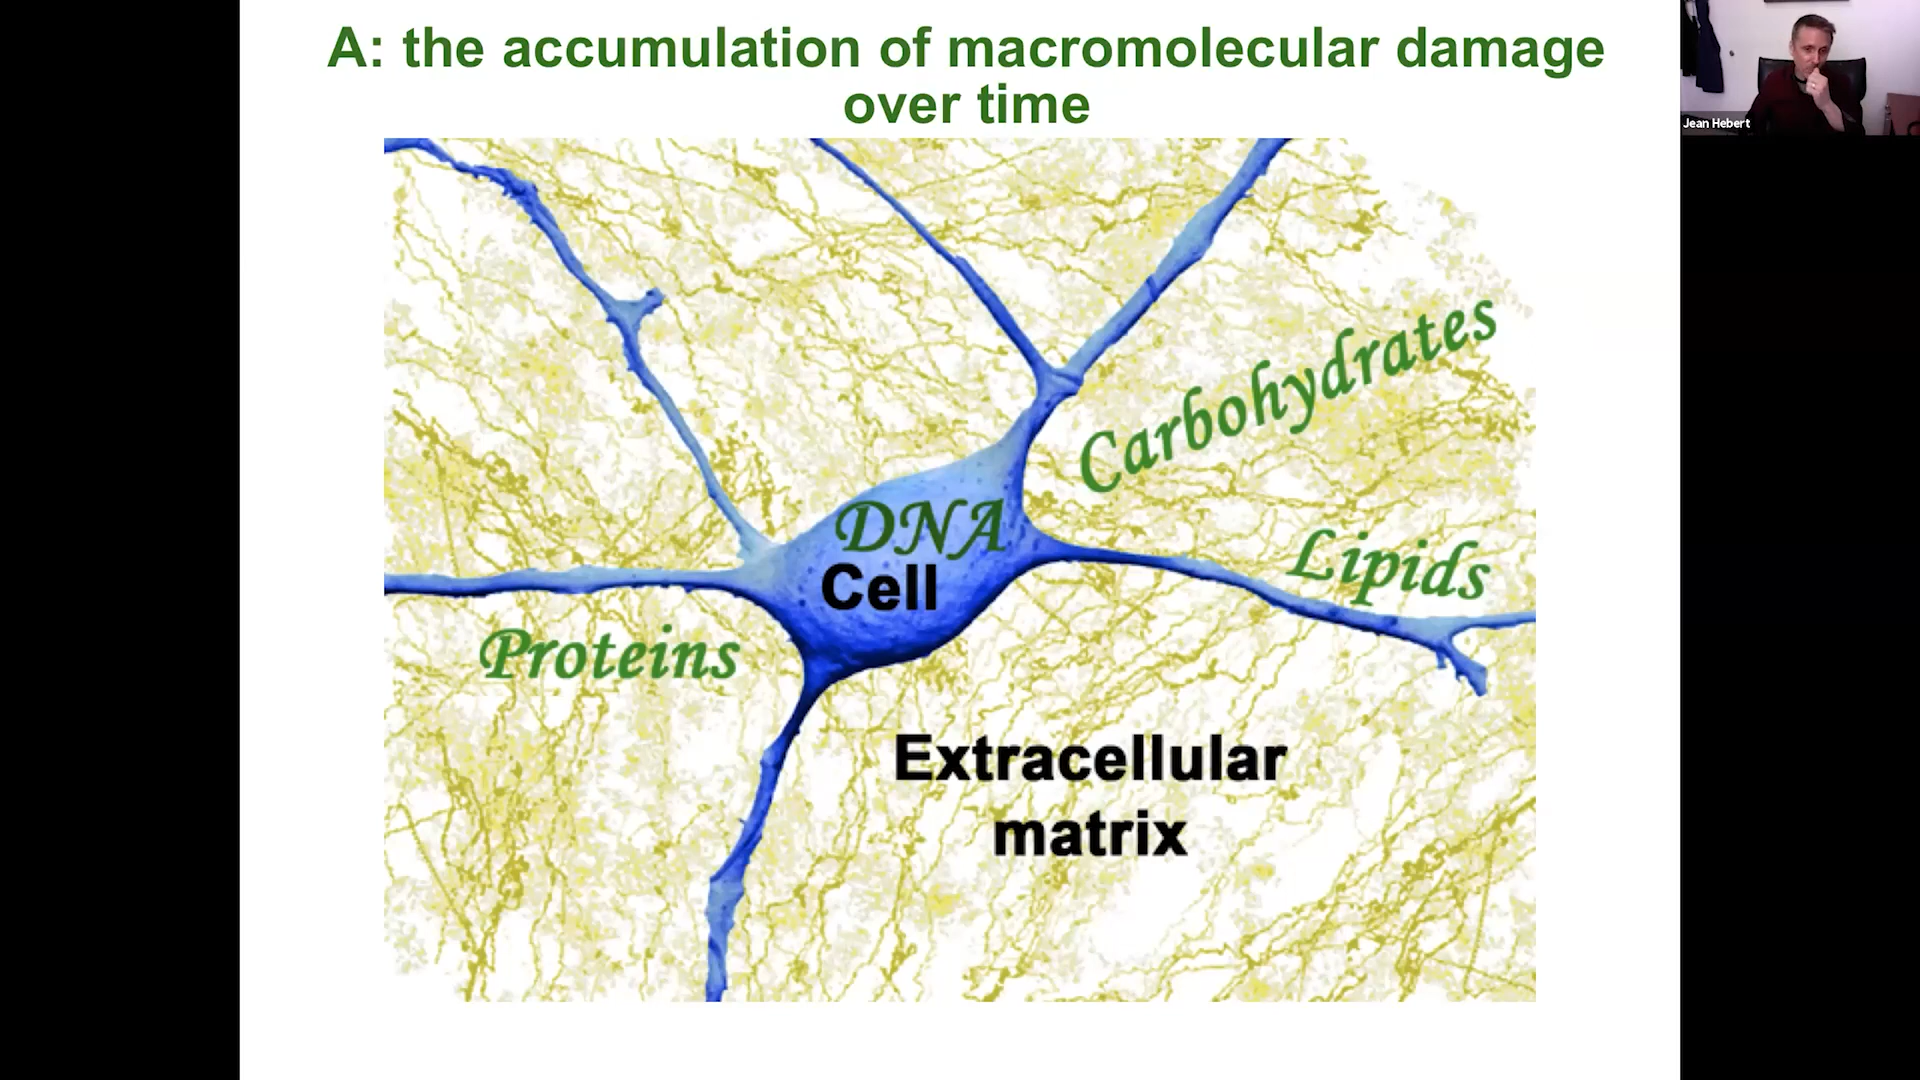 A: the accumulation of macromolecular damage
over time
Jean Hebert
Carbohydrates
DNA
Cell
Lipids
Proteins
Extracellular
matrix